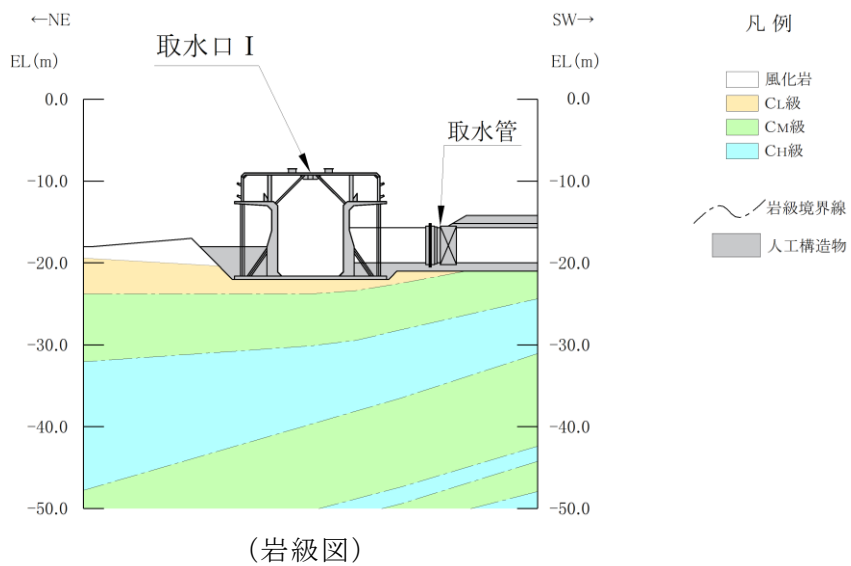 ←NE
SW→
凡 例
取水口 I
EL(m)
EL(m)
取水管
0.0
-10.0
-20.0
-30.0
-40.0
-50.0
0.0
-10.0
-20.0
-30.0
-40.0
-50.0
風化岩
CL級
CM級
CH級
岩級境界線
人工構造物
(岩級図)